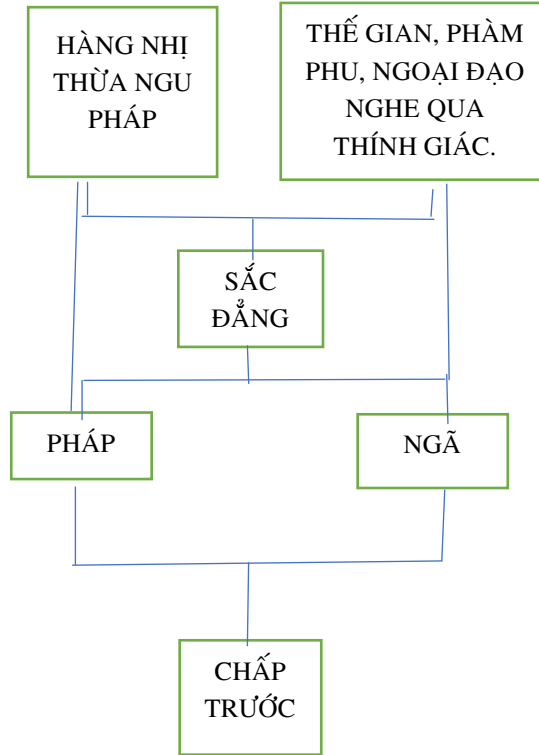 HÀNG NHỊ
THỪA NGU
PHÁP
THẾ GIAN, PHÀM
PHU, NGOẠI ĐẠO
NGHE QUA
THÍNH GIÁC.
SẮC
ĐẲNG
PHÁP
NGÃ
CHẤP
TRƯỚC